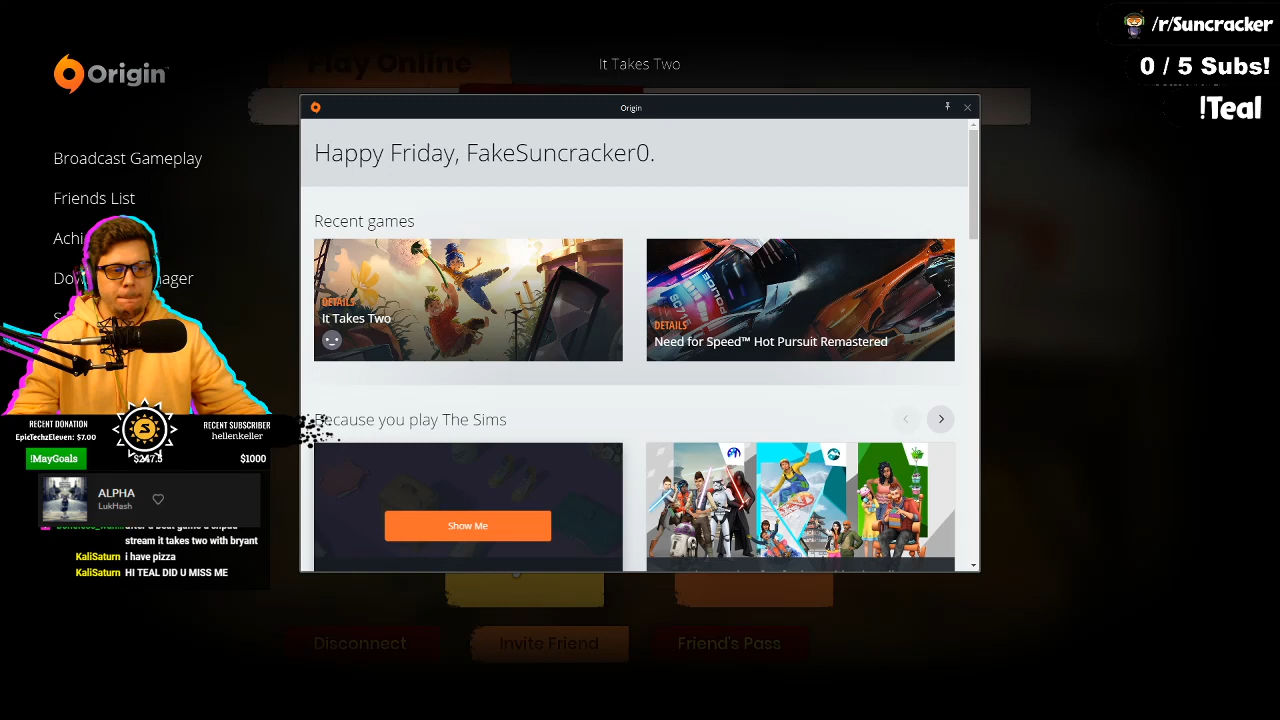 /r/Suncracker
0 / 5 Subs!
!Teal
Origin
Play Online
It Takes Two
Broadcast Gameplay
Friends List
Achi
nager
Origin
Happy Friday, FakeSuncracker0.
Recent games
DETAILS
It Takes Two
DETAILS
Need for Speed™ Hot Pursuit Remastered
Because you play The Sims
Show Me
RECENT DONATION
EpicTechzEleven: $7.00
RECENT SUBSCRIBER
hellenkeller
!MayGoals
$1000
ALPHA
LukHash
stream it takes two with bryant
KaliSaturn i have pizza
KaliSaturn HI TEAL DID U MISS ME
Disconnect
Invite Friend
Friend's Pass